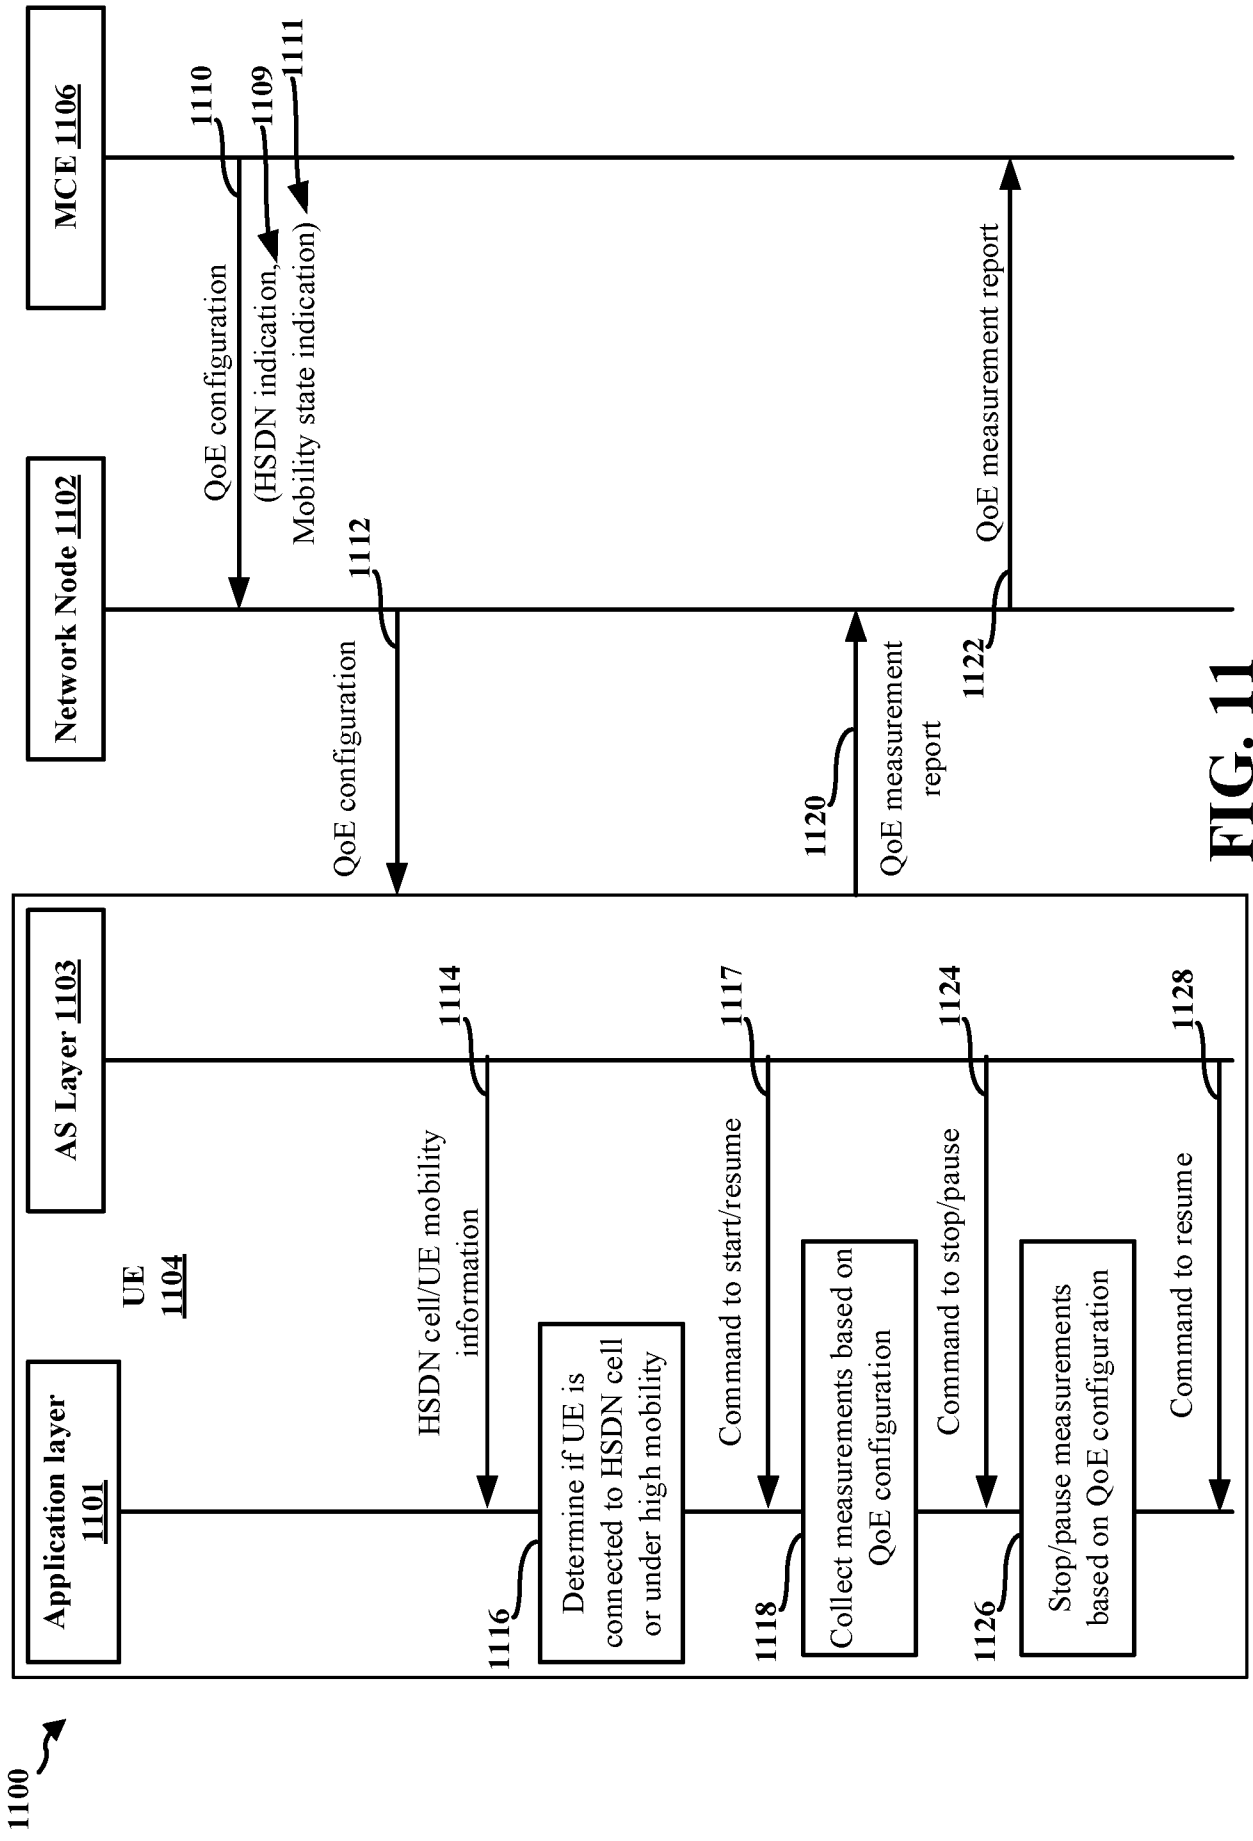 1100
Application layer
1101
UE
1104
AS Layer 1103
Network Node 1102
MCE 1106
1110
QoE configuration
1109
(HSDN indication,
1111
Mobility state indication)
1112
QoE configuration
1114
HSDN cell/UE mobility
information
1116
Determine if UE is
connected to HSDN cell
or under high mobility
1117
Command to start/resume
1118
Collect measurements based on
QoE configuration
1120
QoE measurement
report
1122
QoE measurement report
1124
Command to stop/pause
1126
Stop/pause measurements
based on QoE configuration
1128
Command to resume
FIG. 11